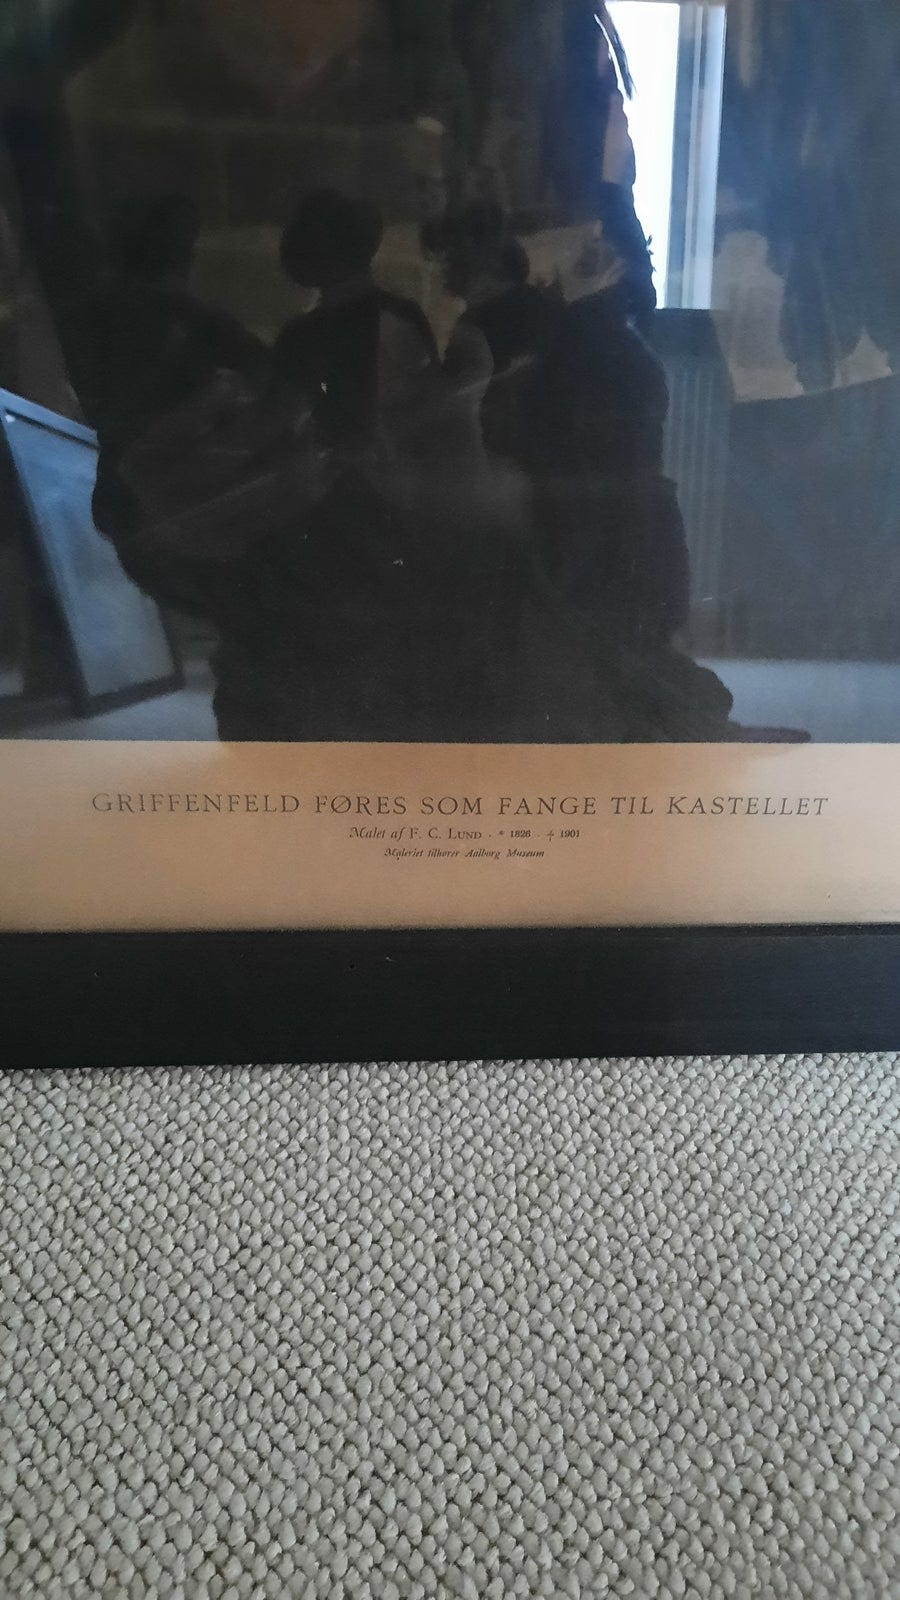 GRIFFENFELD FØRES SOM FANGE TIL KASTELLET
Malet af F. C. LUND · * 1826 · † 1901
Maleriet tilhører Aalborg Museum